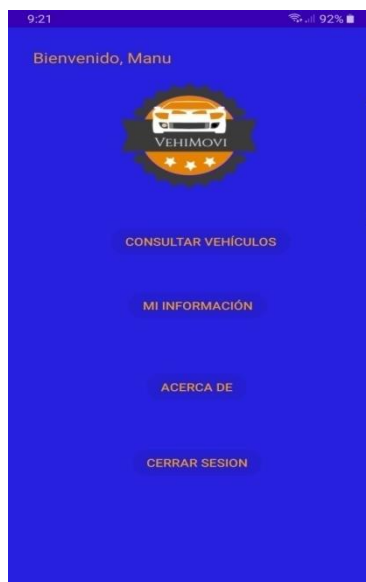 9:21 92%
Bienvenido, Manu
VEHIMOVI
CONSULTAR VEHÍCULOS
MI INFORMACIÓN
ACERCA DE
CERRAR SESION